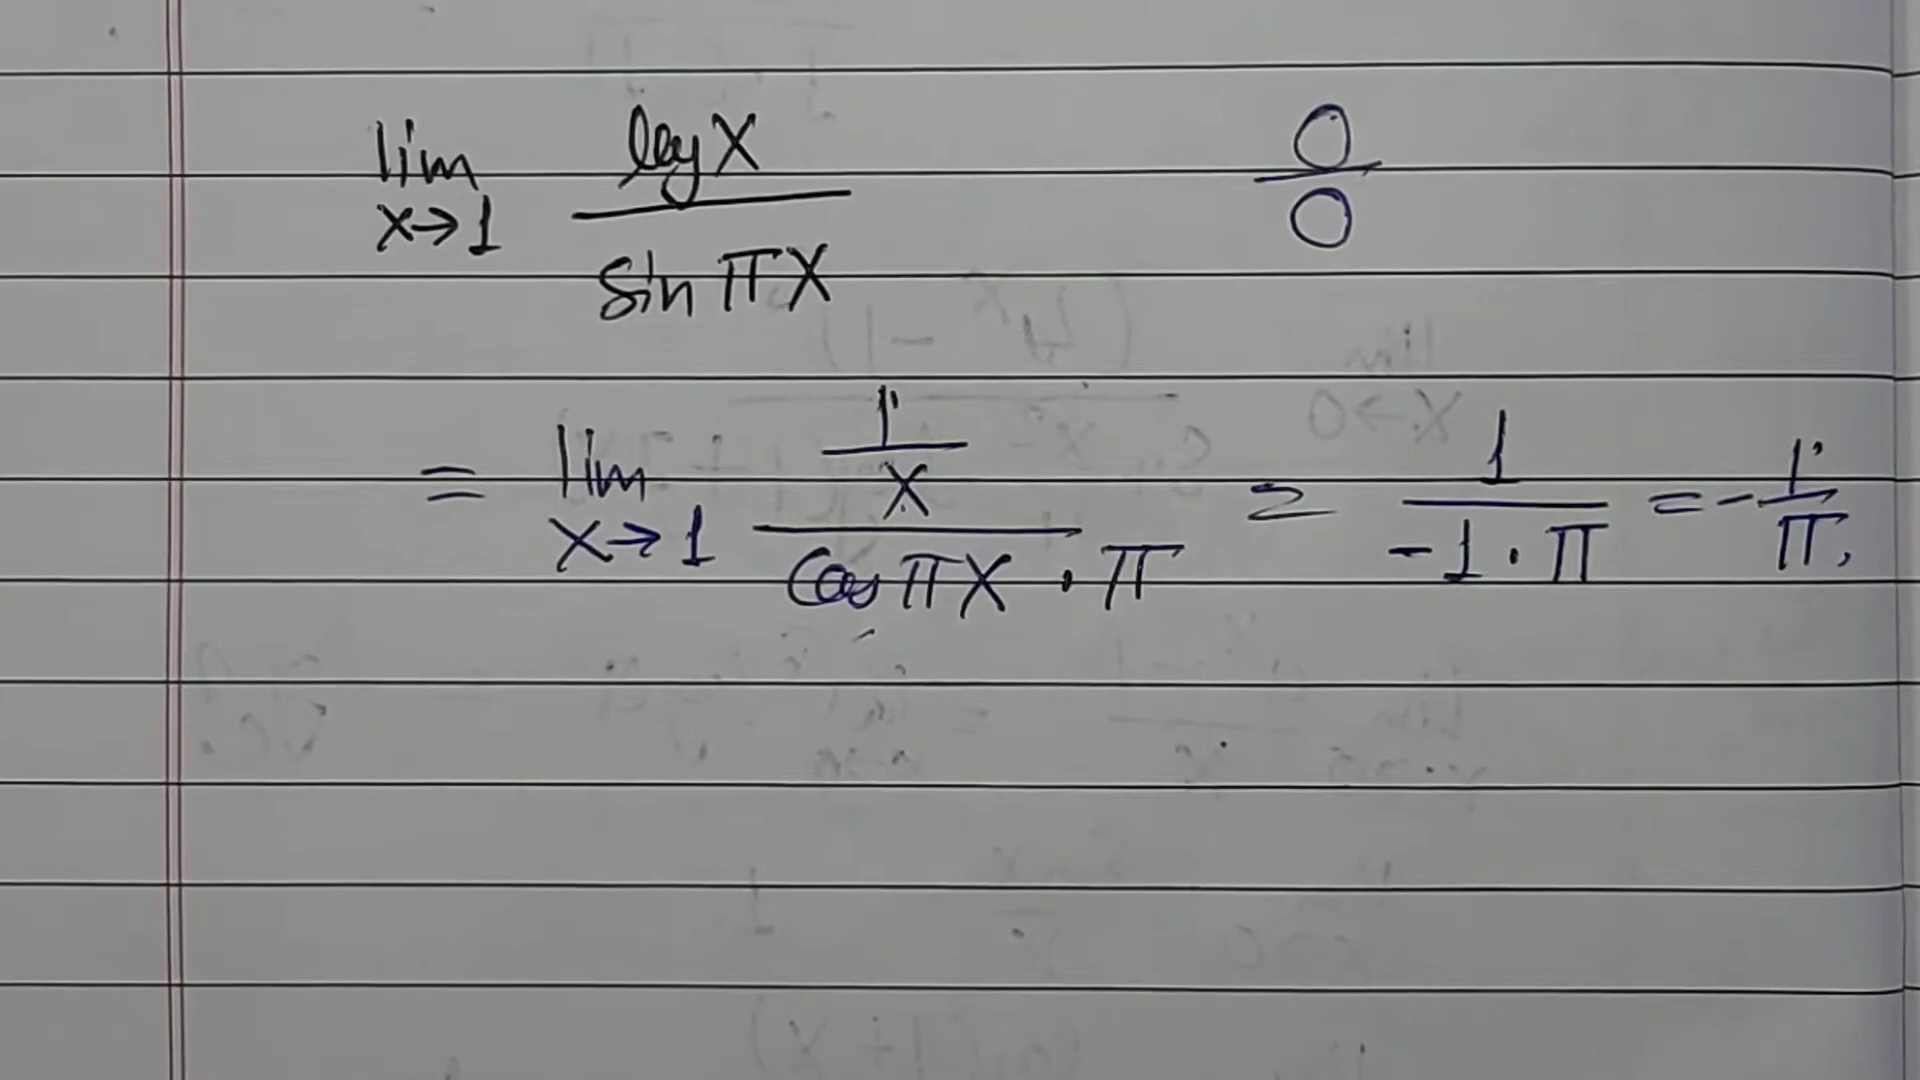 lim x→1 log x / sin πx    0/0
= lim x→1 (1/x) / (cos πx · π) = 1 / (-1 · π) = -1/π.